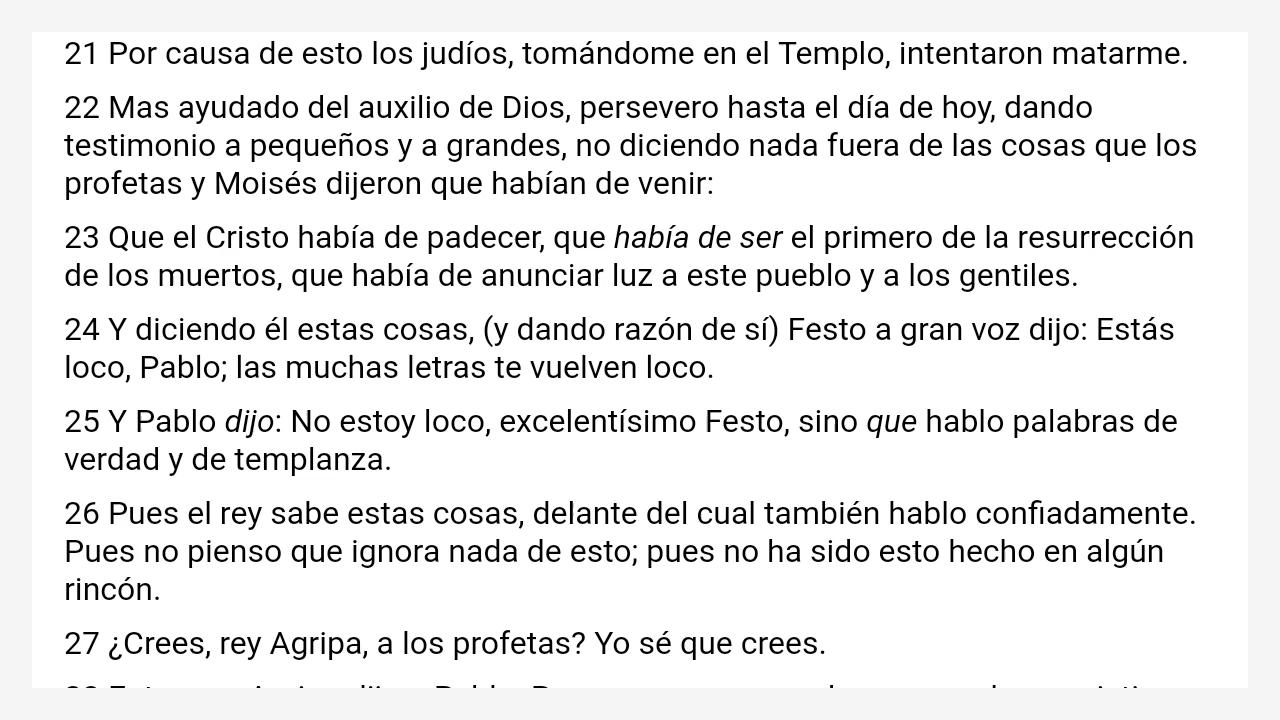 21 Por causa de esto los judíos, tomándome en el Templo, intentaron matarme.
22 Mas ayudado del auxilio de Dios, persevero hasta el día de hoy, dando
testimonio a pequeños y a grandes, no diciendo nada fuera de las cosas que los
profetas y Moisés dijeron que habían de venir:
23 Que el Cristo había de padecer, que había de ser el primero de la resurrección
de los muertos, que había de anunciar luz a este pueblo y a los gentiles.
24 Y diciendo él estas cosas, (y dando razón de sí) Festo a gran voz dijo: Estás
loco, Pablo; las muchas letras te vuelven loco.
25 Y Pablo dijo: No estoy loco, excelentísimo Festo, sino que hablo palabras de
verdad y de templanza.
26 Pues el rey sabe estas cosas, delante del cual también hablo confiadamente.
Pues no pienso que ignora nada de esto; pues no ha sido esto hecho en algún
rincón.
27 ¿Crees, rey Agripa, a los profetas? Yo sé que crees.